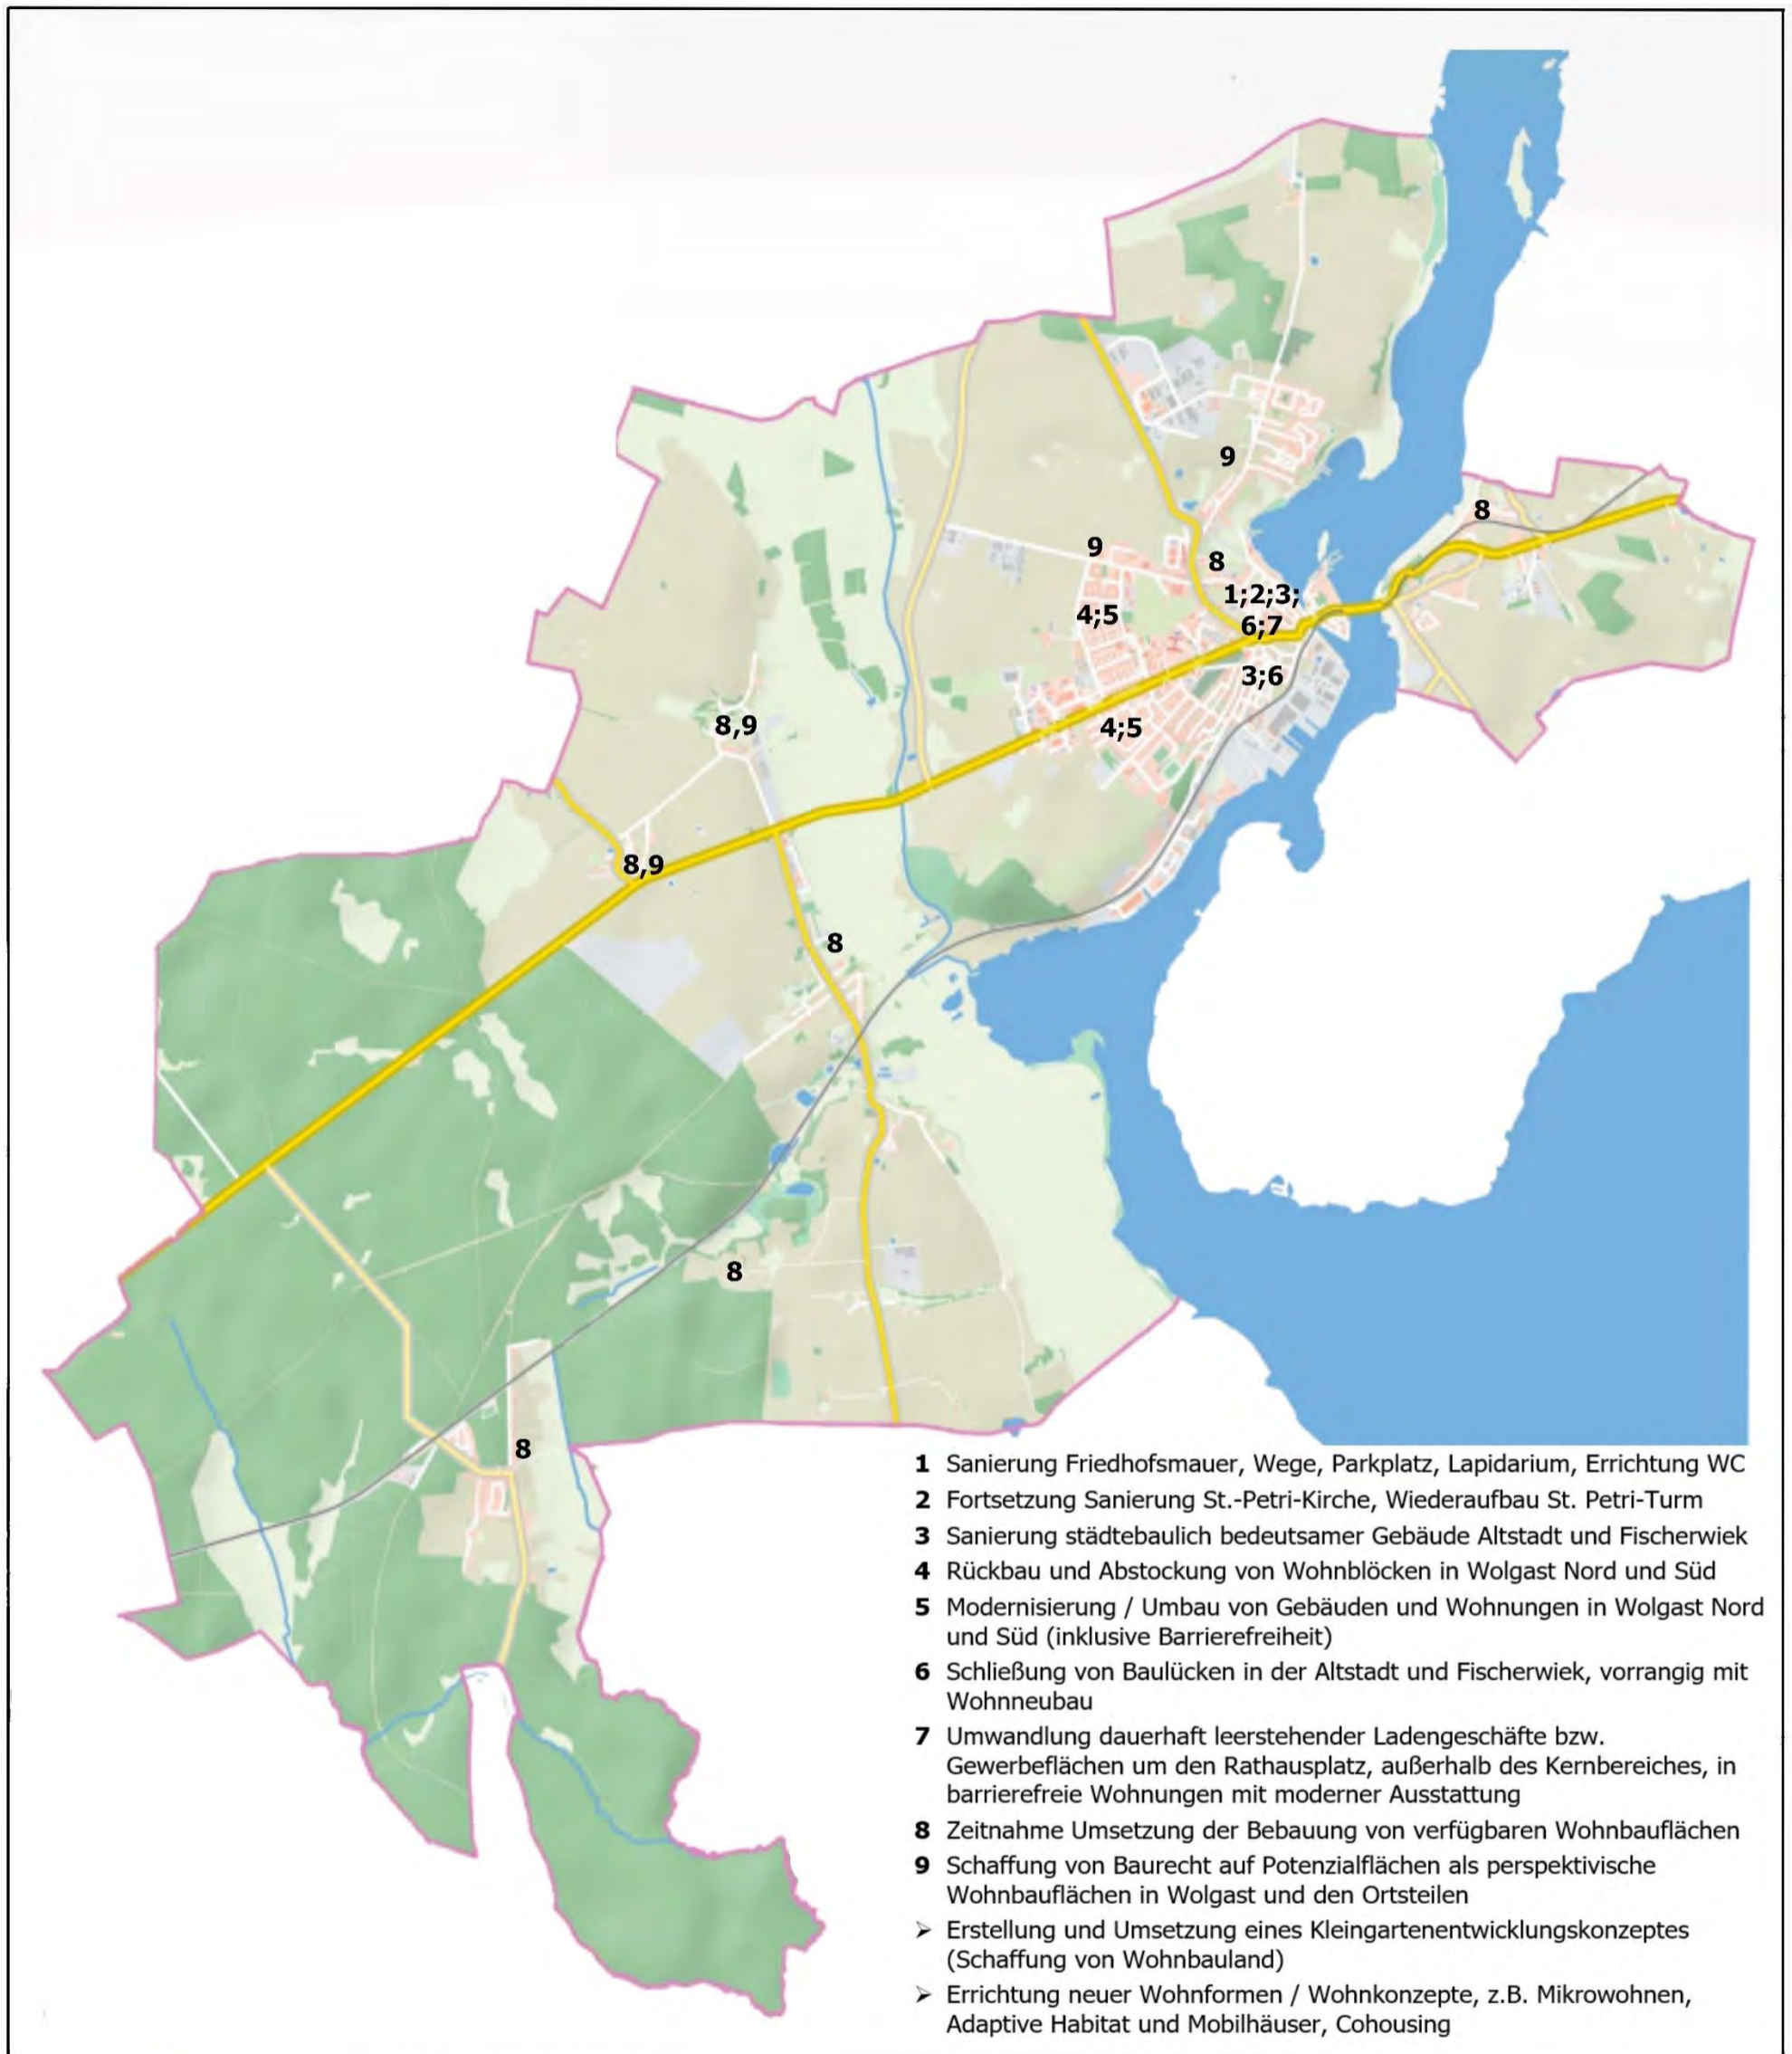 9
8
9
8
1;2;3;
4;5
6;7
3;6
8,9
4;5
8,9
8
8
8
1 Sanierung Friedhofsmauer, Wege, Parkplatz, Lapidarium, Errichtung WC
2 Fortsetzung Sanierung St.-Petri-Kirche, Wiederaufbau St. Petri-Turm
3 Sanierung städtebaulich bedeutsamer Gebäude Altstadt und Fischerwiek
4 Rückbau und Abstockung von Wohnblöcken in Wolgast Nord und Süd
5 Modernisierung / Umbau von Gebäuden und Wohnungen in Wolgast Nord
und Süd (inklusive Barrierefreiheit)
6 Schließung von Baulücken in der Altstadt und Fischerwiek, vorrangig mit
Wohnneubau
7 Umwandlung dauerhaft leerstehender Ladengeschäfte bzw.
Gewerbeflächen um den Rathausplatz, außerhalb des Kernbereiches, in
barrierefreie Wohnungen mit moderner Ausstattung
8 Zeitnahme Umsetzung der Bebauung von verfügbaren Wohnbauflächen
9 Schaffung von Baurecht auf Potenzialflächen als perspektivische
Wohnbauflächen in Wolgast und den Ortsteilen
➢ Erstellung und Umsetzung eines Kleingartenentwicklungskonzeptes
(Schaffung von Wohnbauland)
➢ Errichtung neuer Wohnformen / Wohnkonzepte, z.B. Mikrowohnen,
Adaptive Habitat und Mobilhäuser, Cohousing